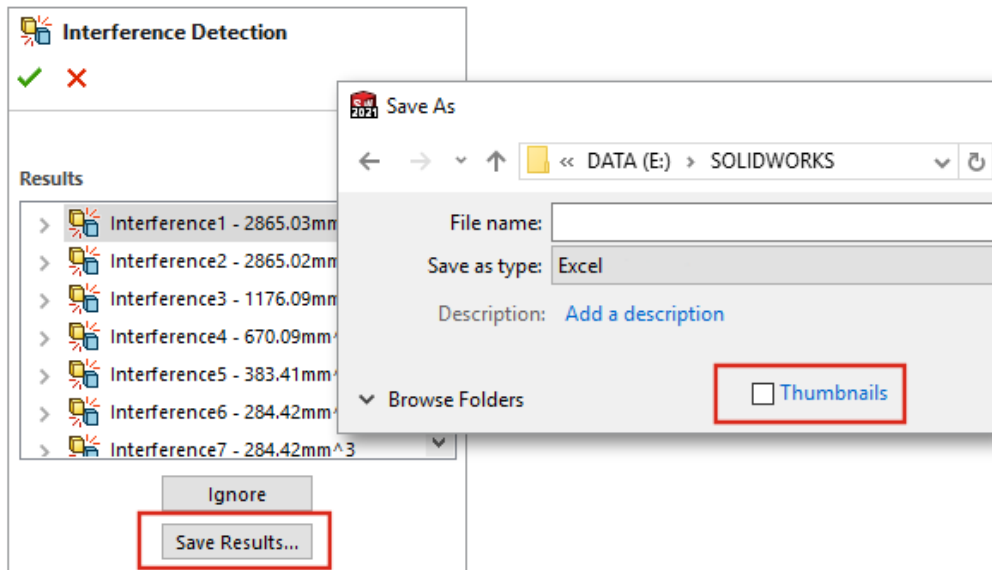 Interference Detection
Results
Interference1 - 2865.03mm
Interference2 - 2865.02mm
Interference3 - 1176.09mm
Interference4 - 670.09mm^
Interference5 - 383.41mm^
Interference6 - 284.42mm^
Interference7 - 284.42mm^3
Ignore
Save Results...
SW
2021
Save As
« DATA (E:) › SOLIDWORKS
File name:
Save as type: Excel
Description: Add a description
Browse Folders
Thumbnails